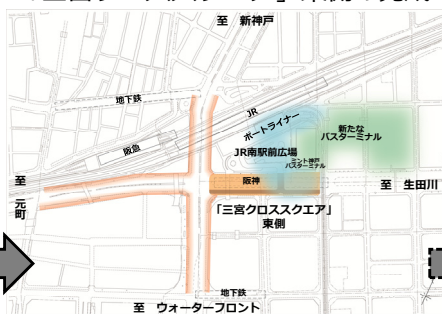 至 新神戸
地下鉄
JR
ポートライナー
阪急
新たな
バスターミナル
JR南駅前広場
ミント神戸
バスターミナル
至
元町
阪神
至 生田川
「三宮クロススクエア」
東側
地下鉄
至 ウォーターフロント